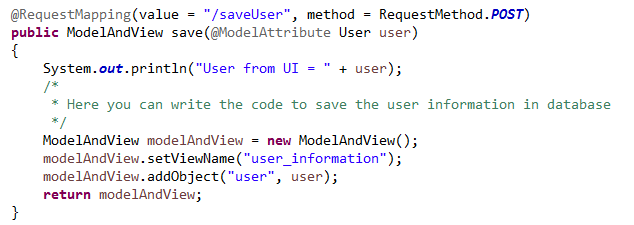 @RequestMapping(value = "/saveUser", method = RequestMethod.POST)
public ModelAndView save(@ModelAttribute User user)
{
    System.out.println("User from UI = " + user);
    /*
     * Here you can write the code to save the user information in database
     */
    ModelAndView modelAndView = new ModelAndView();
    modelAndView.setViewName("user_information");
    modelAndView.addObject("user", user);
    return modelAndView;
}